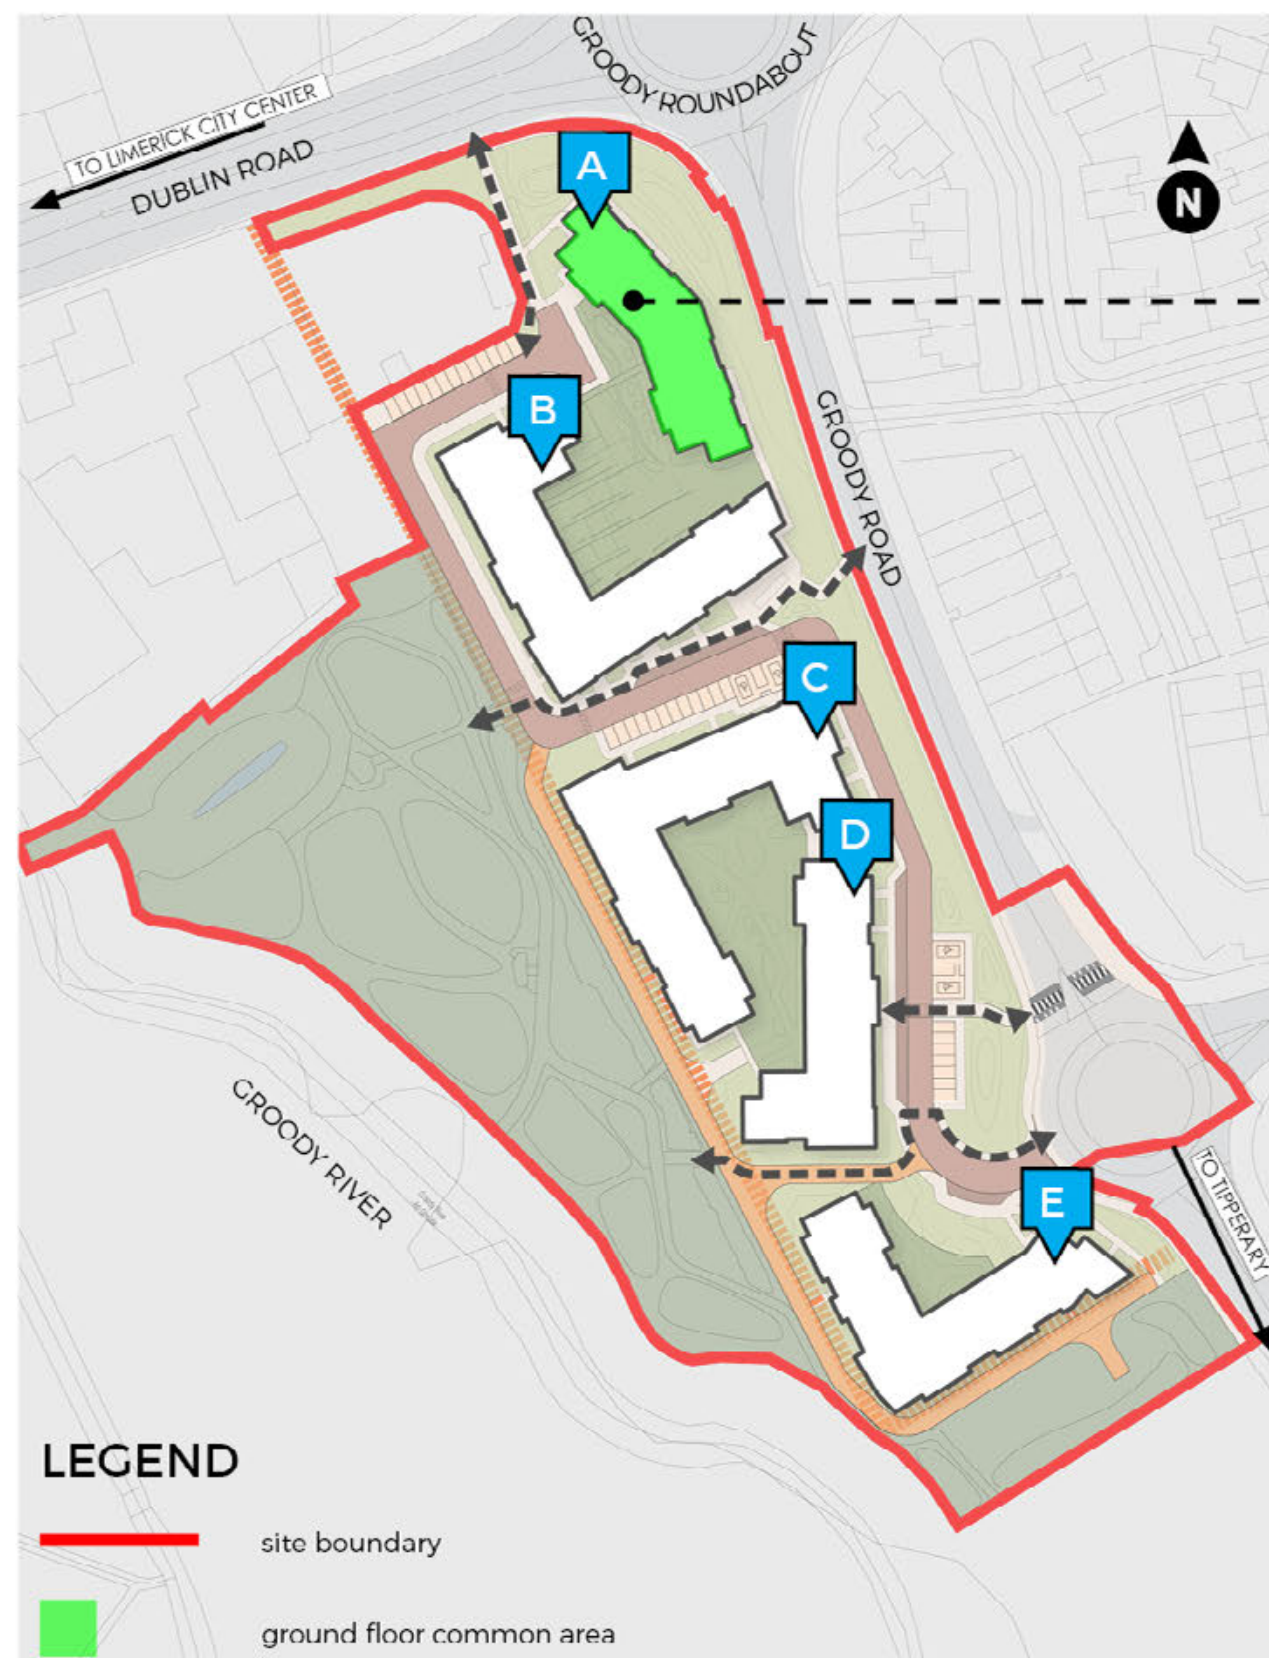 GROODY ROUNDABOUT
TO LIMERICK CITY CENTER
DUBLIN ROAD
A
N
B
GROODY ROAD
C
D
GROODY RIVER
TO TIPPERARY
E
LEGEND
site boundary
ground floor common area